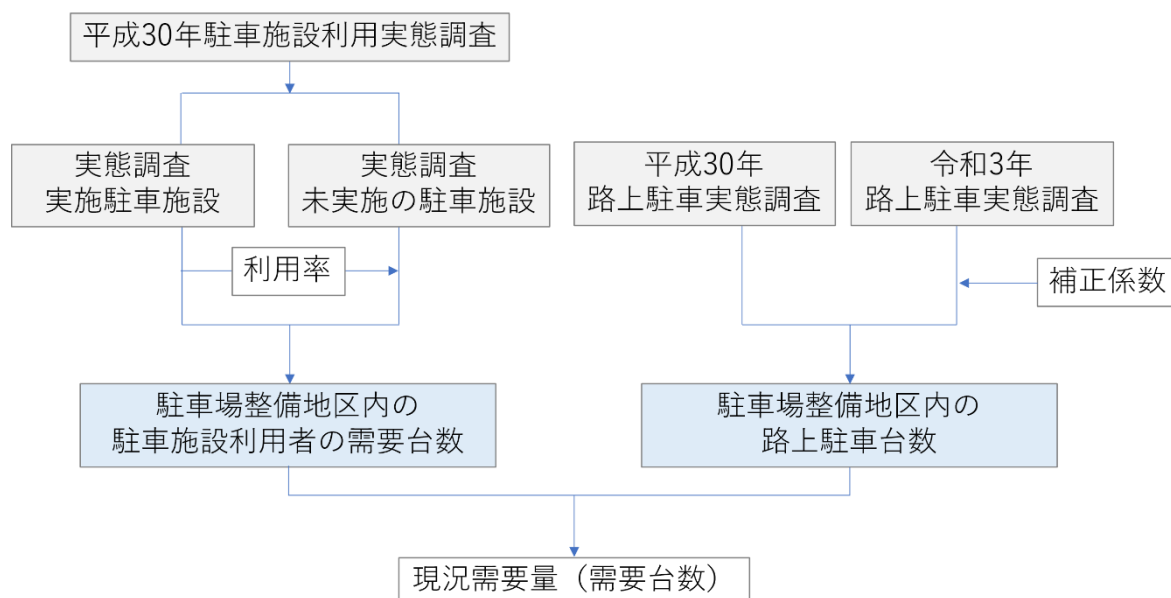 平成30年駐車施設利用実態調査
実態調査
実施駐車施設
実態調査
未実施の駐車施設
平成30年
路上駐車実態調査
令和3年
路上駐車実態調査
利用率
補正係数
駐車場整備地区内の
駐車施設利用者の需要台数
駐車場整備地区内の
路上駐車台数
現況需要量（需要台数）